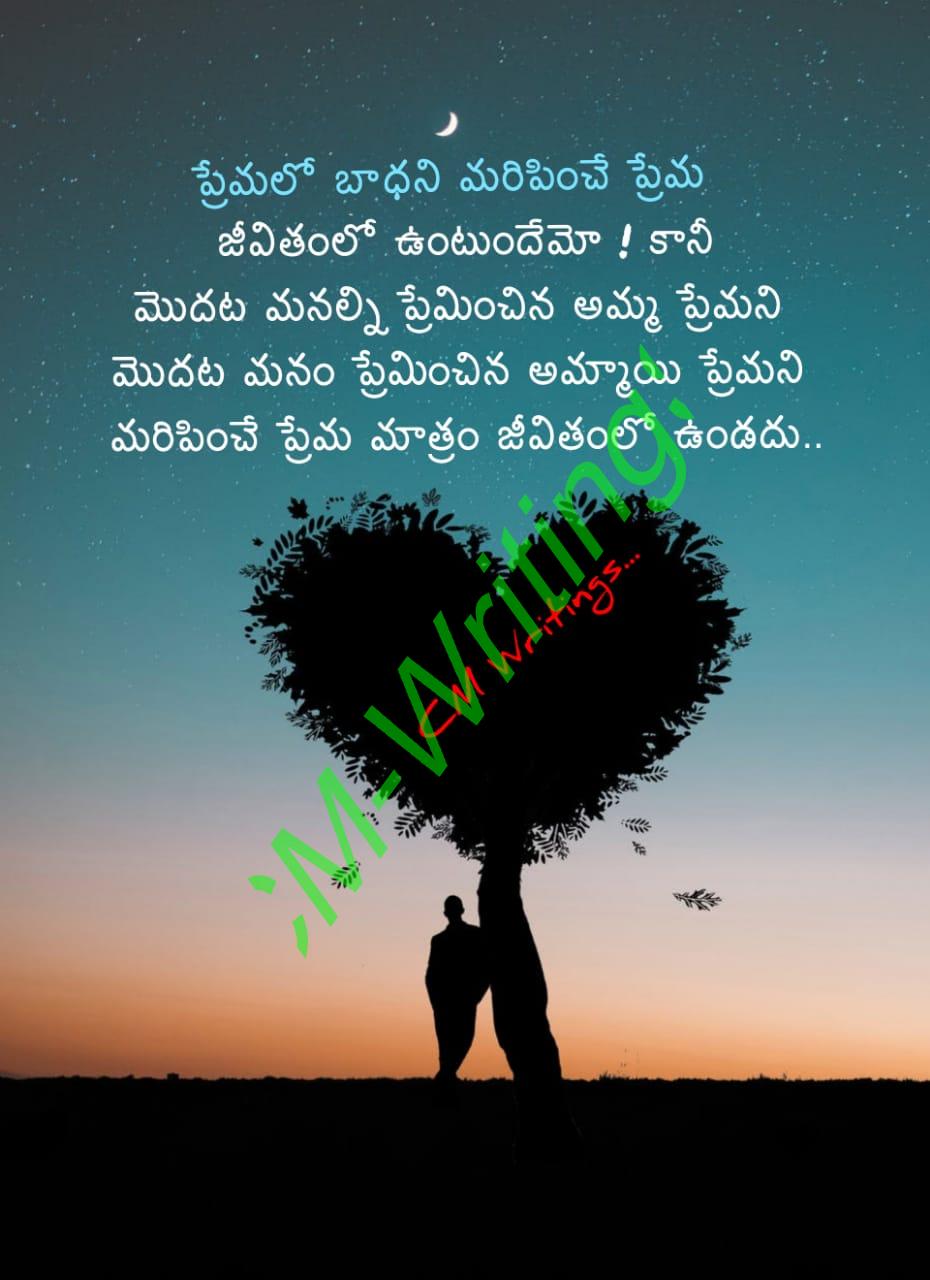 ప్రేమలో బాధని మరిపించే ప్రేమ
జీవితంలో ఉంటుందేమో ! కానీ
మొదట మనల్ని ప్రేమించిన అమ్మ ప్రేమని
మొదట మనం ప్రేమించిన అమ్మాయి ప్రేమని
మరిపించే ప్రేమ మాత్రం జీవితంలో ఉండదు..
;M-Writing;
CM Writings...